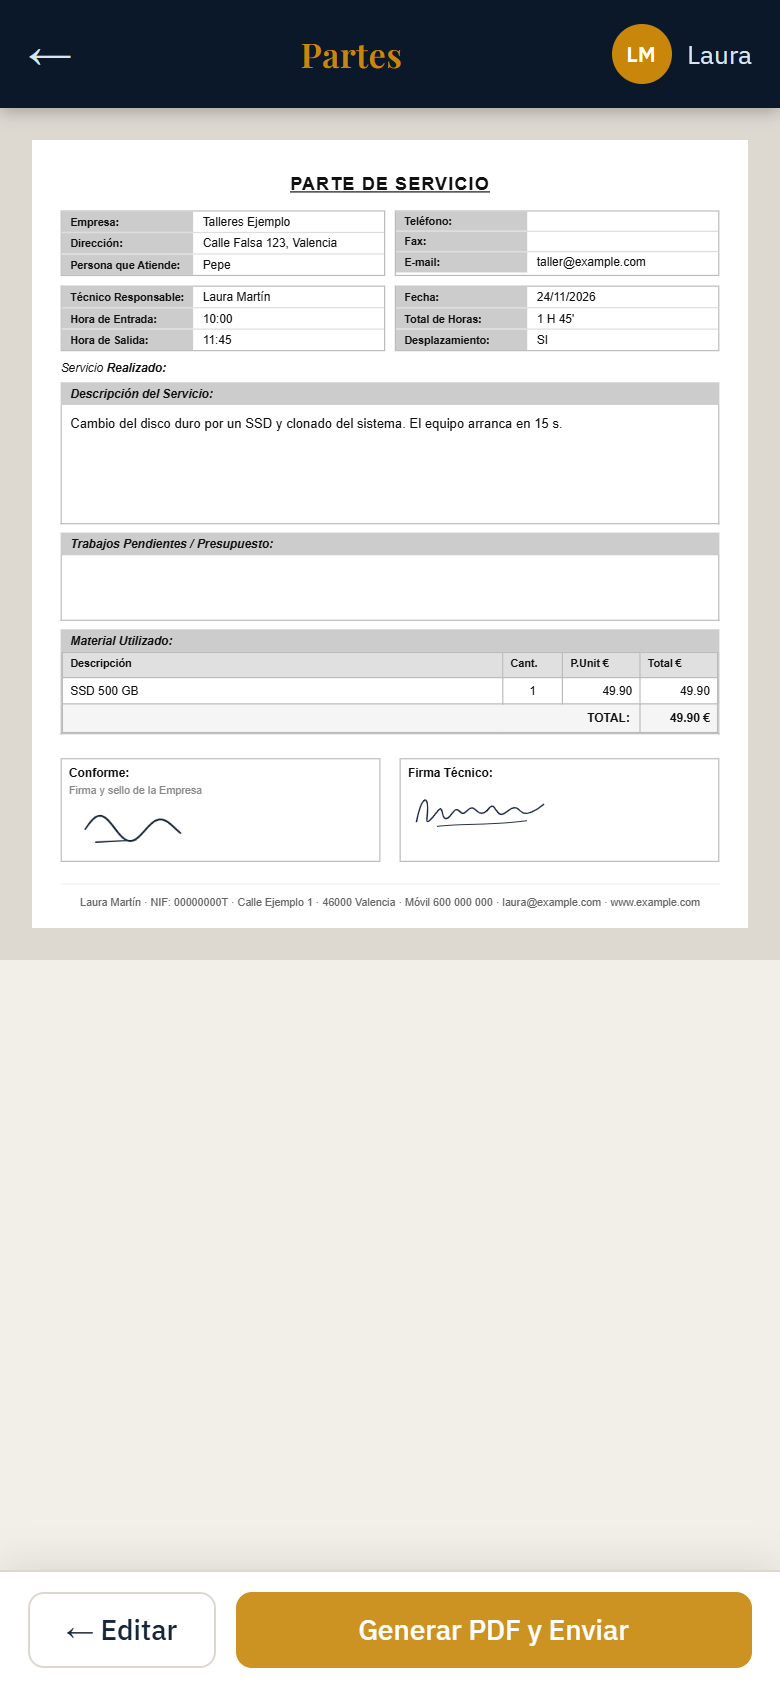 ← Partes LM Laura
PARTE DE SERVICIO
Empresa: Talleres Ejemplo
Dirección: Calle Falsa 123, Valencia
Persona que Atiende: Pepe
Teléfono:
Fax:
E-mail: taller@example.com
Técnico Responsable: Laura Martín
Hora de Entrada: 10:00
Hora de Salida: 11:45
Fecha: 24/11/2026
Total de Horas: 1 H 45'
Desplazamiento: SI
Servicio Realizado:
Descripción del Servicio:
Cambio del disco duro por un SSD y clonado del sistema. El equipo arranca en 15 s.
Trabajos Pendientes / Presupuesto:
Material Utilizado:
Descripción Cant. P.Unit € Total €
SSD 500 GB 1 49.90 49.90
TOTAL: 49.90 €
Conforme:
Firma y sello de la Empresa
Firma Técnico:
Laura Martín · NIF: 00000000T · Calle Ejemplo 1 · 46000 Valencia · Móvil 600 000 000 · laura@example.com · www.example.com
← Editar
Generar PDF y Enviar